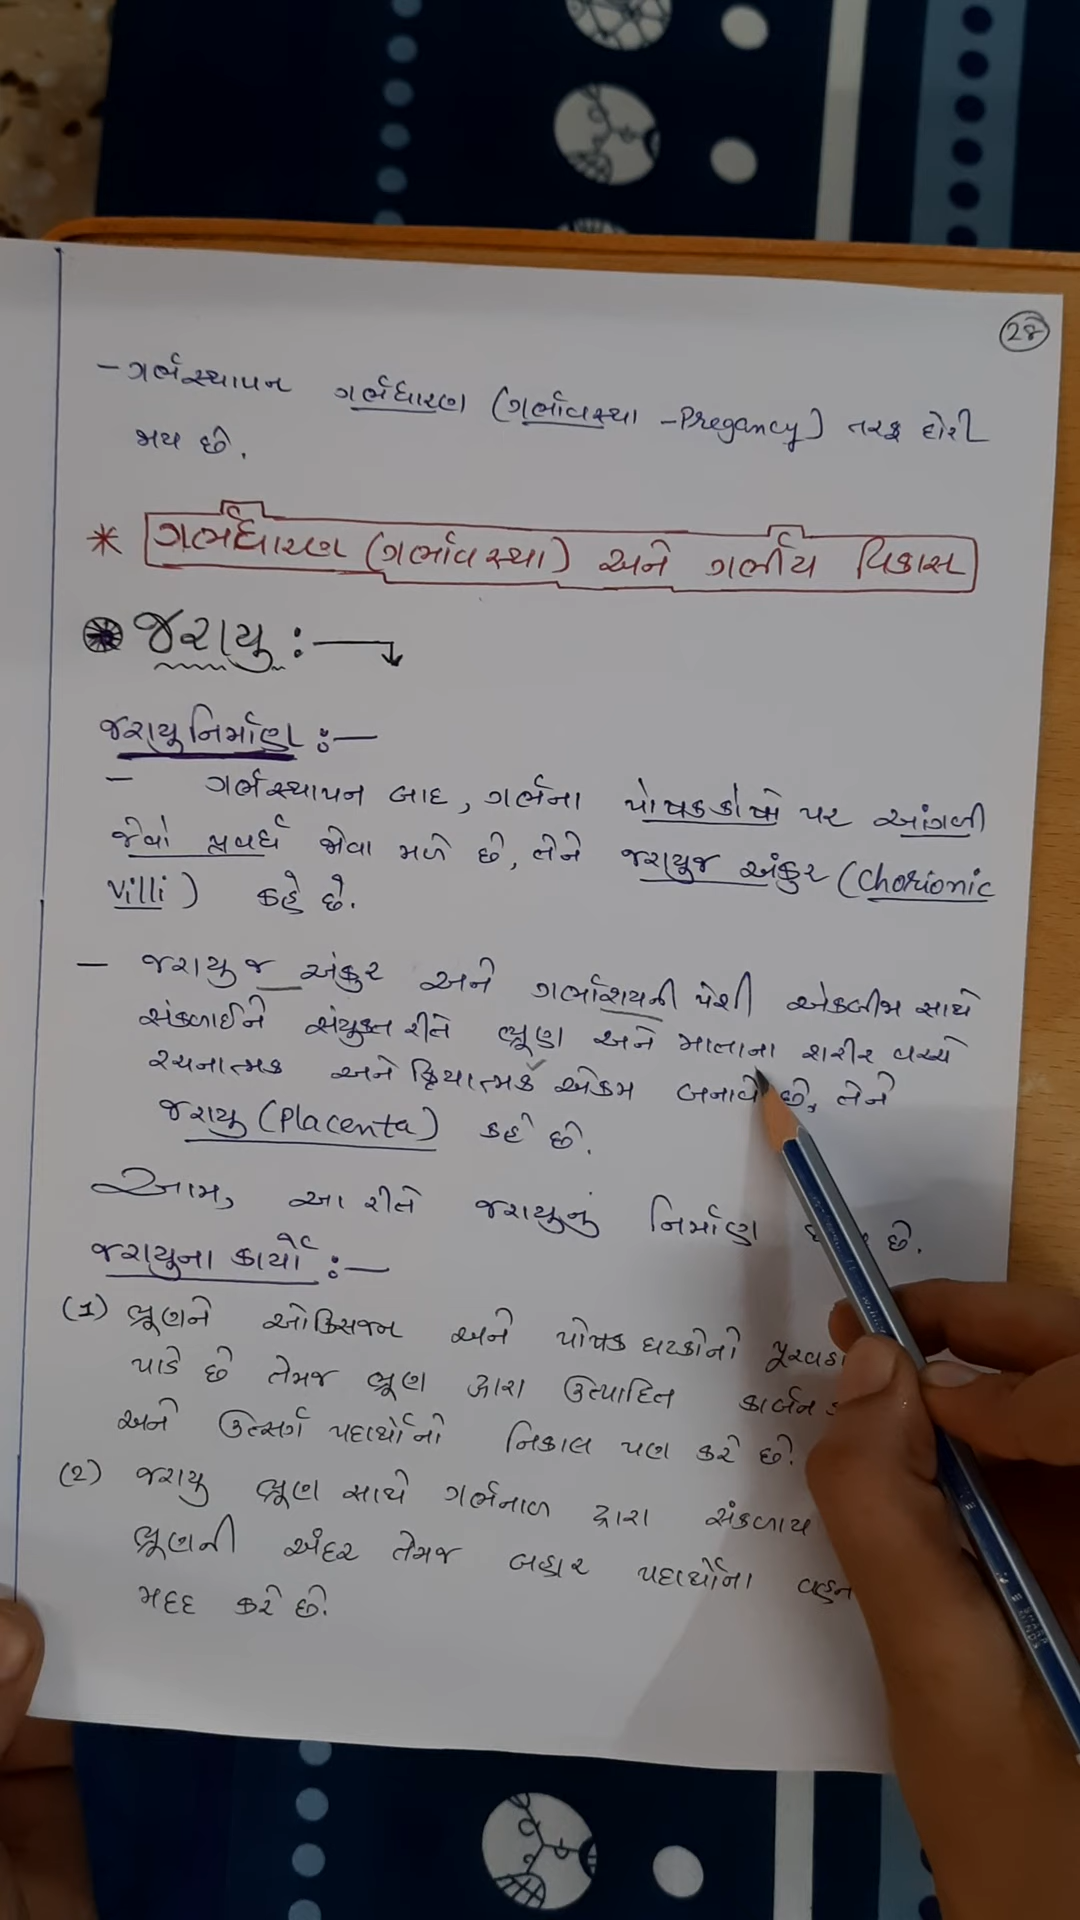 28
- ગર્ભસ્થાપન ગર્ભધારણ (ગર્ભાવસ્થા - Pregancy) તરફ દોરી
જાય છે.
* ગર્ભધારણ (ગર્ભાવસ્થા) અને ગર્ભીય વિકાસ
જરાયુ :→
જરાયુનિર્માણ :-
- ગર્ભસ્થાપન બાદ, ગર્ભના પોષકકોષો પર આંગળી
જેવો પ્રવર્ધ જોવા મળે છે, તેને જરાયુજ અંકુર (Chorionic
Villi) કહે છે.
- જરાયુજ અંકુર અને ગર્ભાશયની પેશી એકબીજા સાથે
સંકળાઈને સંયુક્ત રીતે ભ્રૂણ અને માતાના શરીર વચ્ચે
રચનાત્મક અને ક્રિયાત્મક એકમ બનાવે છે, તેને
જરાયુ (Placenta) કહે છે.
આમ, આ રીતે જરાયુનું નિર્માણ છે.
જરાયુના કાર્યો :-
(1) ભ્રૂણને ઓક્સિજન અને પોષક ઘટકોનો
પાડે છે તેમજ ભ્રૂણ દ્વારા ઉત્પાદિત કાર્બન
અને ઉત્સર્ગ પદાર્થોનો નિકાલ પણ કરે છે.
(2) જરાયુ ભ્રૂણ સાથે ગર્ભનાળ દ્વારા સંકળાય
ભ્રૂણની અંદર તેમજ બહાર પદાર્થોના વહન
મદદ કરે છે.